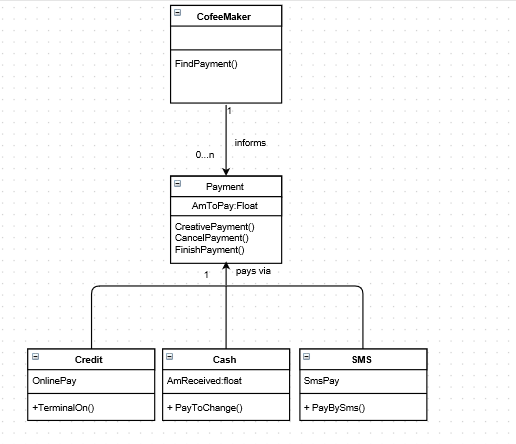 CofeeMaker
FindPayment()
1
informs
0...n
Payment
AmToPay:Float
CreativePayment()
CancelPayment()
FinishPayment()
1
pays via
Credit
OnlinePay
+TerminalOn()
Cash
AmReceived:float
+ PayToChange()
SMS
SmsPay
+ PayBySms()